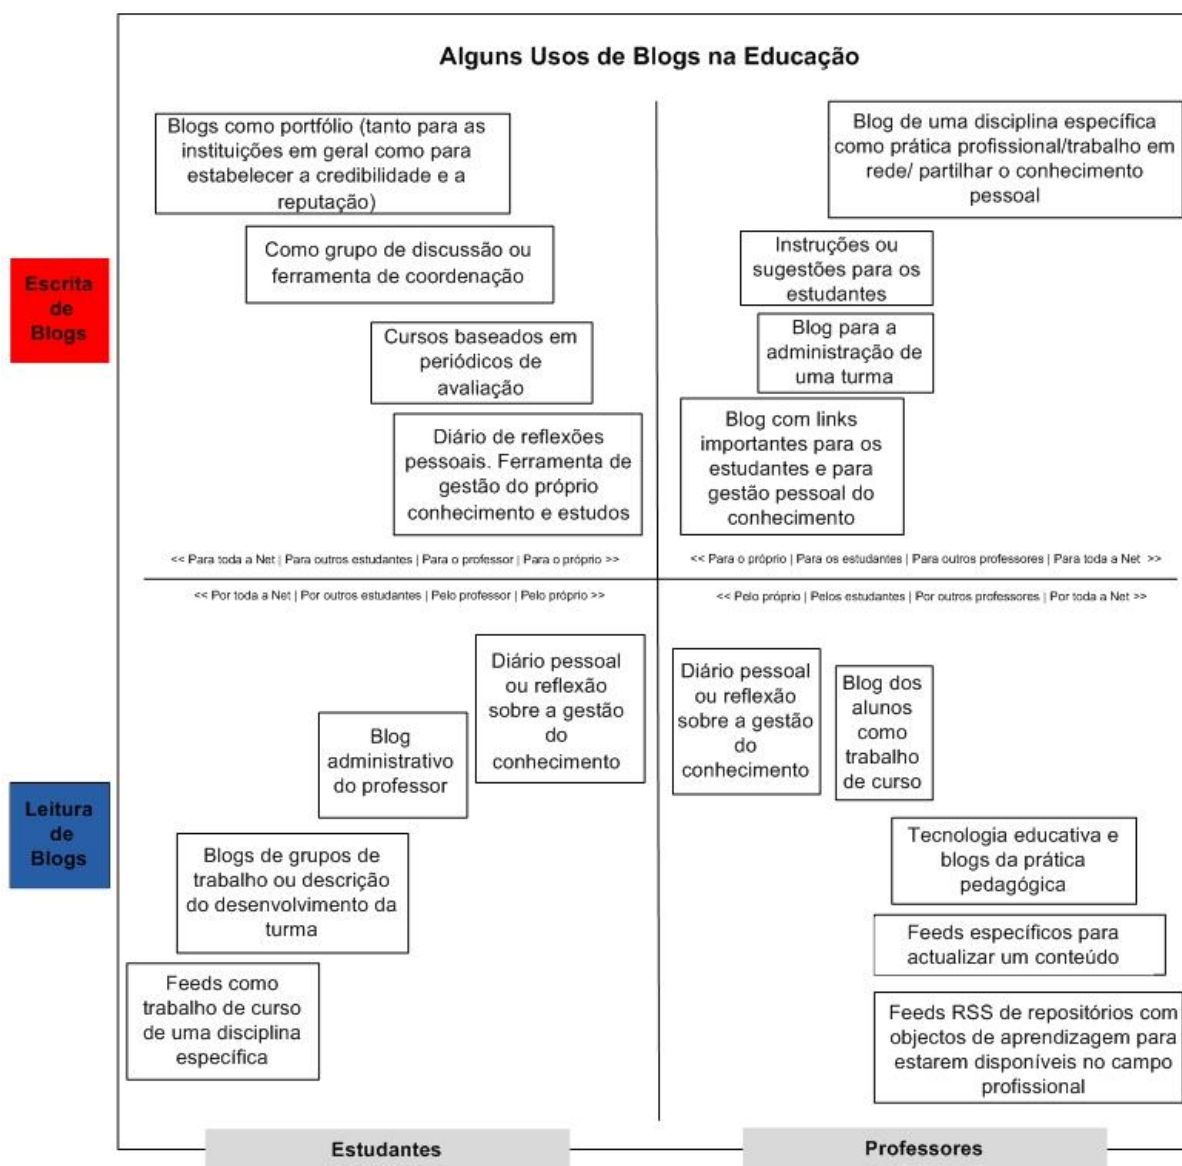 Alguns Usos de Blogs na Educação
Blogs como portfólio (tanto para as
instituições em geral como para
estabelecer a credibilidade e a
reputação)
Como grupo de discussão ou
ferramenta de coordenação
Cursos baseados em
periódicos de
avaliação
Diário de reflexões
pessoais. Ferramenta de
gestão do próprio
conhecimento e estudos
<< Para toda a Net | Para outros estudantes | Para o professor | Para o próprio >>
Blog de uma disciplina específica
como prática profissional/trabalho em
rede/ partilhar o conhecimento
pessoal
Instruções ou
sugestões para os
estudantes
Blog para a
administração de
uma turma
Blog com links
importantes para os
estudantes e para
gestão pessoal do
conhecimento
<< Para o próprio | Para os estudantes | Para outros professores | Para toda a Net >>
Escrita
de
Blogs
<< Por toda a Net | Por outros estudantes | Pelo professor | Pelo próprio >>
Diário pessoal
ou reflexão
sobre a gestão
do
conhecimento
Blog
administrativo
do professor
Blogs de grupos de
trabalho ou descrição
do desenvolvimento da
turma
Feeds como
trabalho de curso
de uma disciplina
específica
<< Pelo próprio | Pelos estudantes | Por outros professores | Por toda a Net >>
Diário pessoal
ou reflexão
sobre a gestão
do
conhecimento
Blog dos
alunos
como
trabalho
de curso
Tecnologia educativa e
blogs da prática
pedagógica
Feeds específicos para
actualizar um conteúdo
Feeds RSS de repositórios com
objectos de aprendizagem para
estarem disponíveis no campo
profissional
Leitura
de
Blogs
Estudantes
Professores